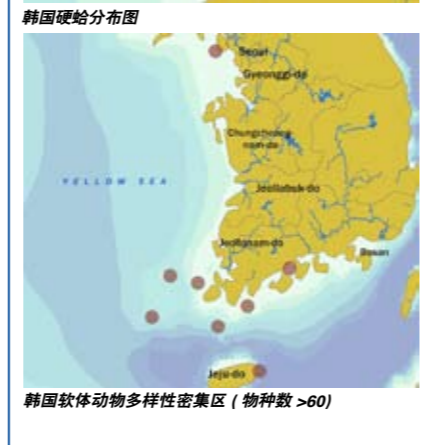 韩国硬蛤分布图
Seoul
Gyeonggi-do
Chungcheong
nam-do
YELLOW SEA
Jeollabuk-do
Jeollanam-do
Busan
Jeju-do
韩国软体动物多样性密集区 ( 物种数 >60)